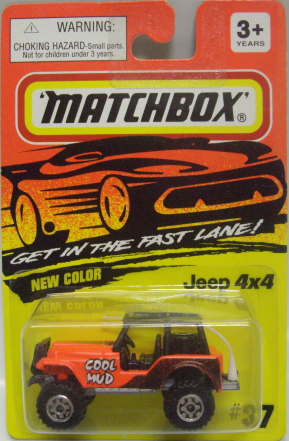 WARNING:
CHOKING HAZARD-Small parts.
Not for children under 3 years.
3+
YEARS
'MATCHBOX'®
GET IN THE FAST LANE!
NEW COLOR
Jeep 4x4
COOL
MUD
#37